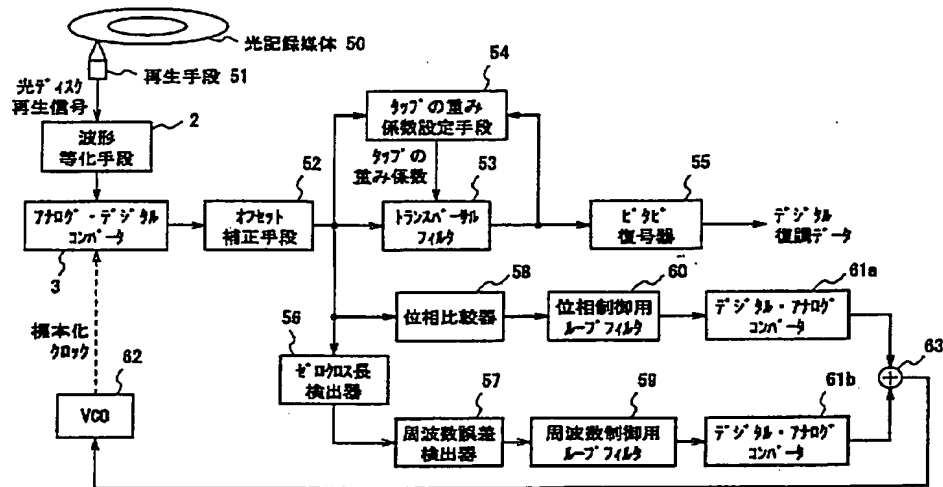 光記録媒体 50
再生手段 51
光ディスク
再生信号
2
波形
等化手段
アナログ・デジタル
コンバータ
3
標本化
クロック
62
VCO
52
オフセット
補正手段
54
タップの重み
係数設定手段
タップの
重み係数
53
トランスバーサル
フィルタ
55
ビタビ
復号器
デジタル
復調データ
56
ゼロクロス長
検出器
58
位相比較器
60
位相制御用
ループフィルタ
61a
デジタル・アナログ
コンバータ
63
57
周波数誤差
検出器
59
周波数制御用
ループフィルタ
61b
デジタル・アナログ
コンバータ